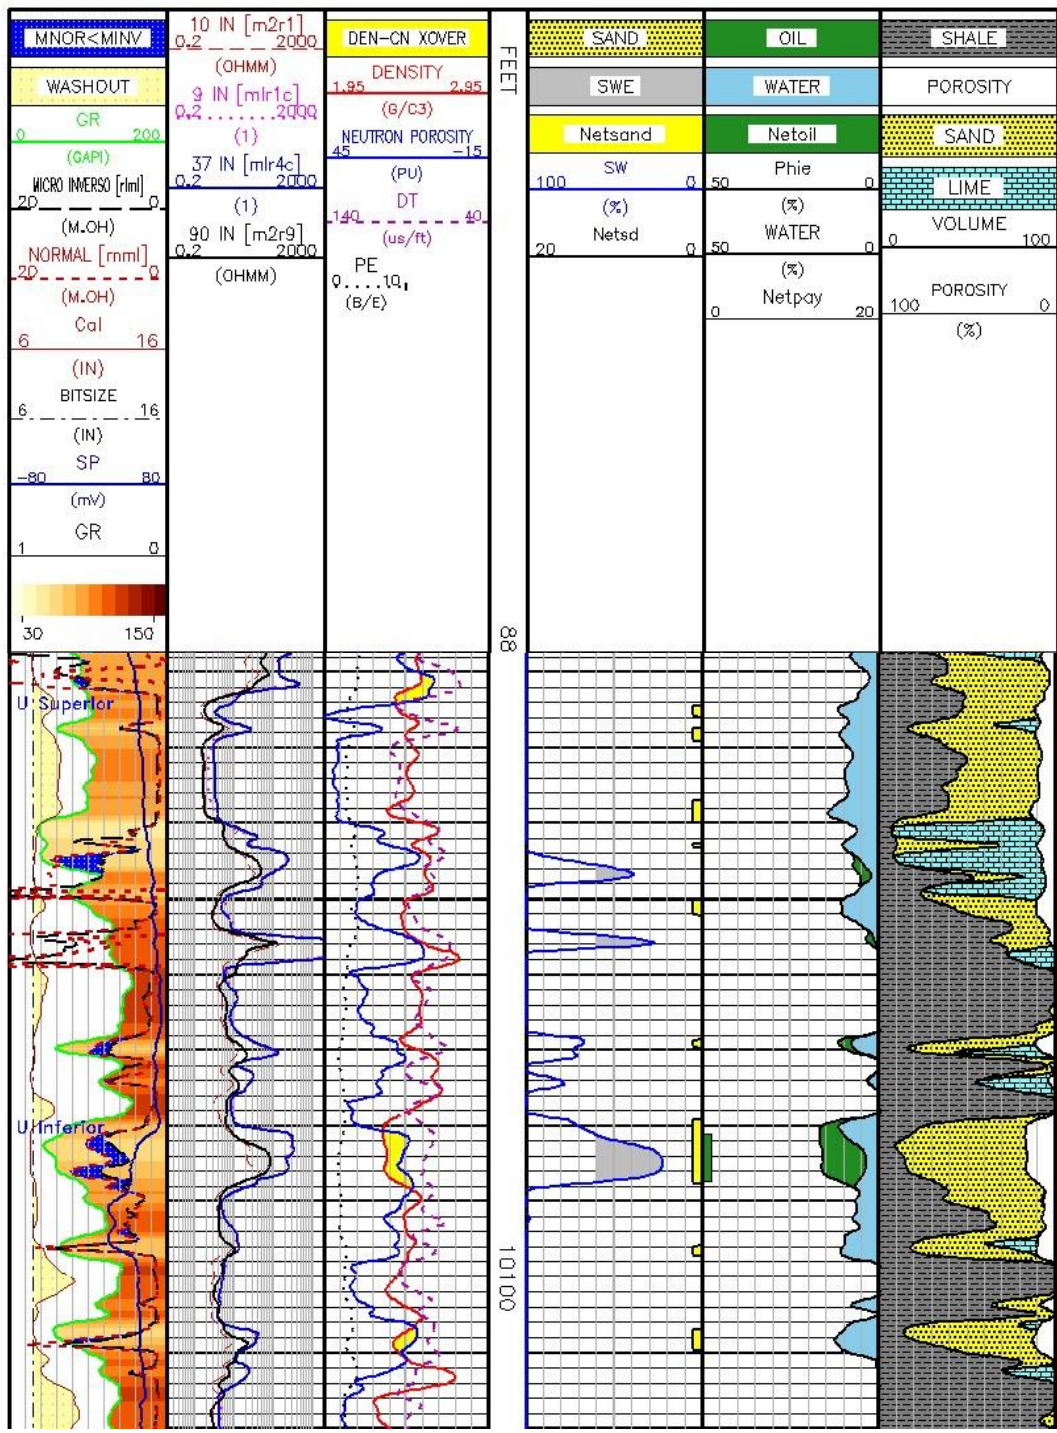 MNOR<MINV
WASHOUT
GR
0 200
(GAPI)
MICRO INVERSO [rlml]
20 0
(M.OH)
NORMAL [rnml]
20 0
(M.OH)
Cal
6 16
(IN)
BITSIZE
6 16
(IN)
SP
-80 80
(mV)
GR
1 0
30 150
10 IN [m2r1]
0.2 2000
(OHMM)
9 IN [mlr1c]
0.2 2000
(1)
37 IN [mlr4c]
0.2 2000
(1)
90 IN [m2r9]
0.2 2000
(OHMM)
DEN-CN XOVER
DENSITY
1.95 2.95
(G/C3)
NEUTRON POROSITY
45 -15
(PU)
DT
140 40
(us/ft)
PE
0 10
(B/E)
FEET
88
10100
SAND
SWE
Netsand
SW
100 0
(%)
Netsd
20 0
OIL
WATER
Netoil
Phie
50 0
(%)
WATER
50 0
(%)
Netpay
0 20
SHALE
POROSITY
SAND
LIME
VOLUME
0 100
POROSITY
100 0
(%)
U Superior
U Inferior